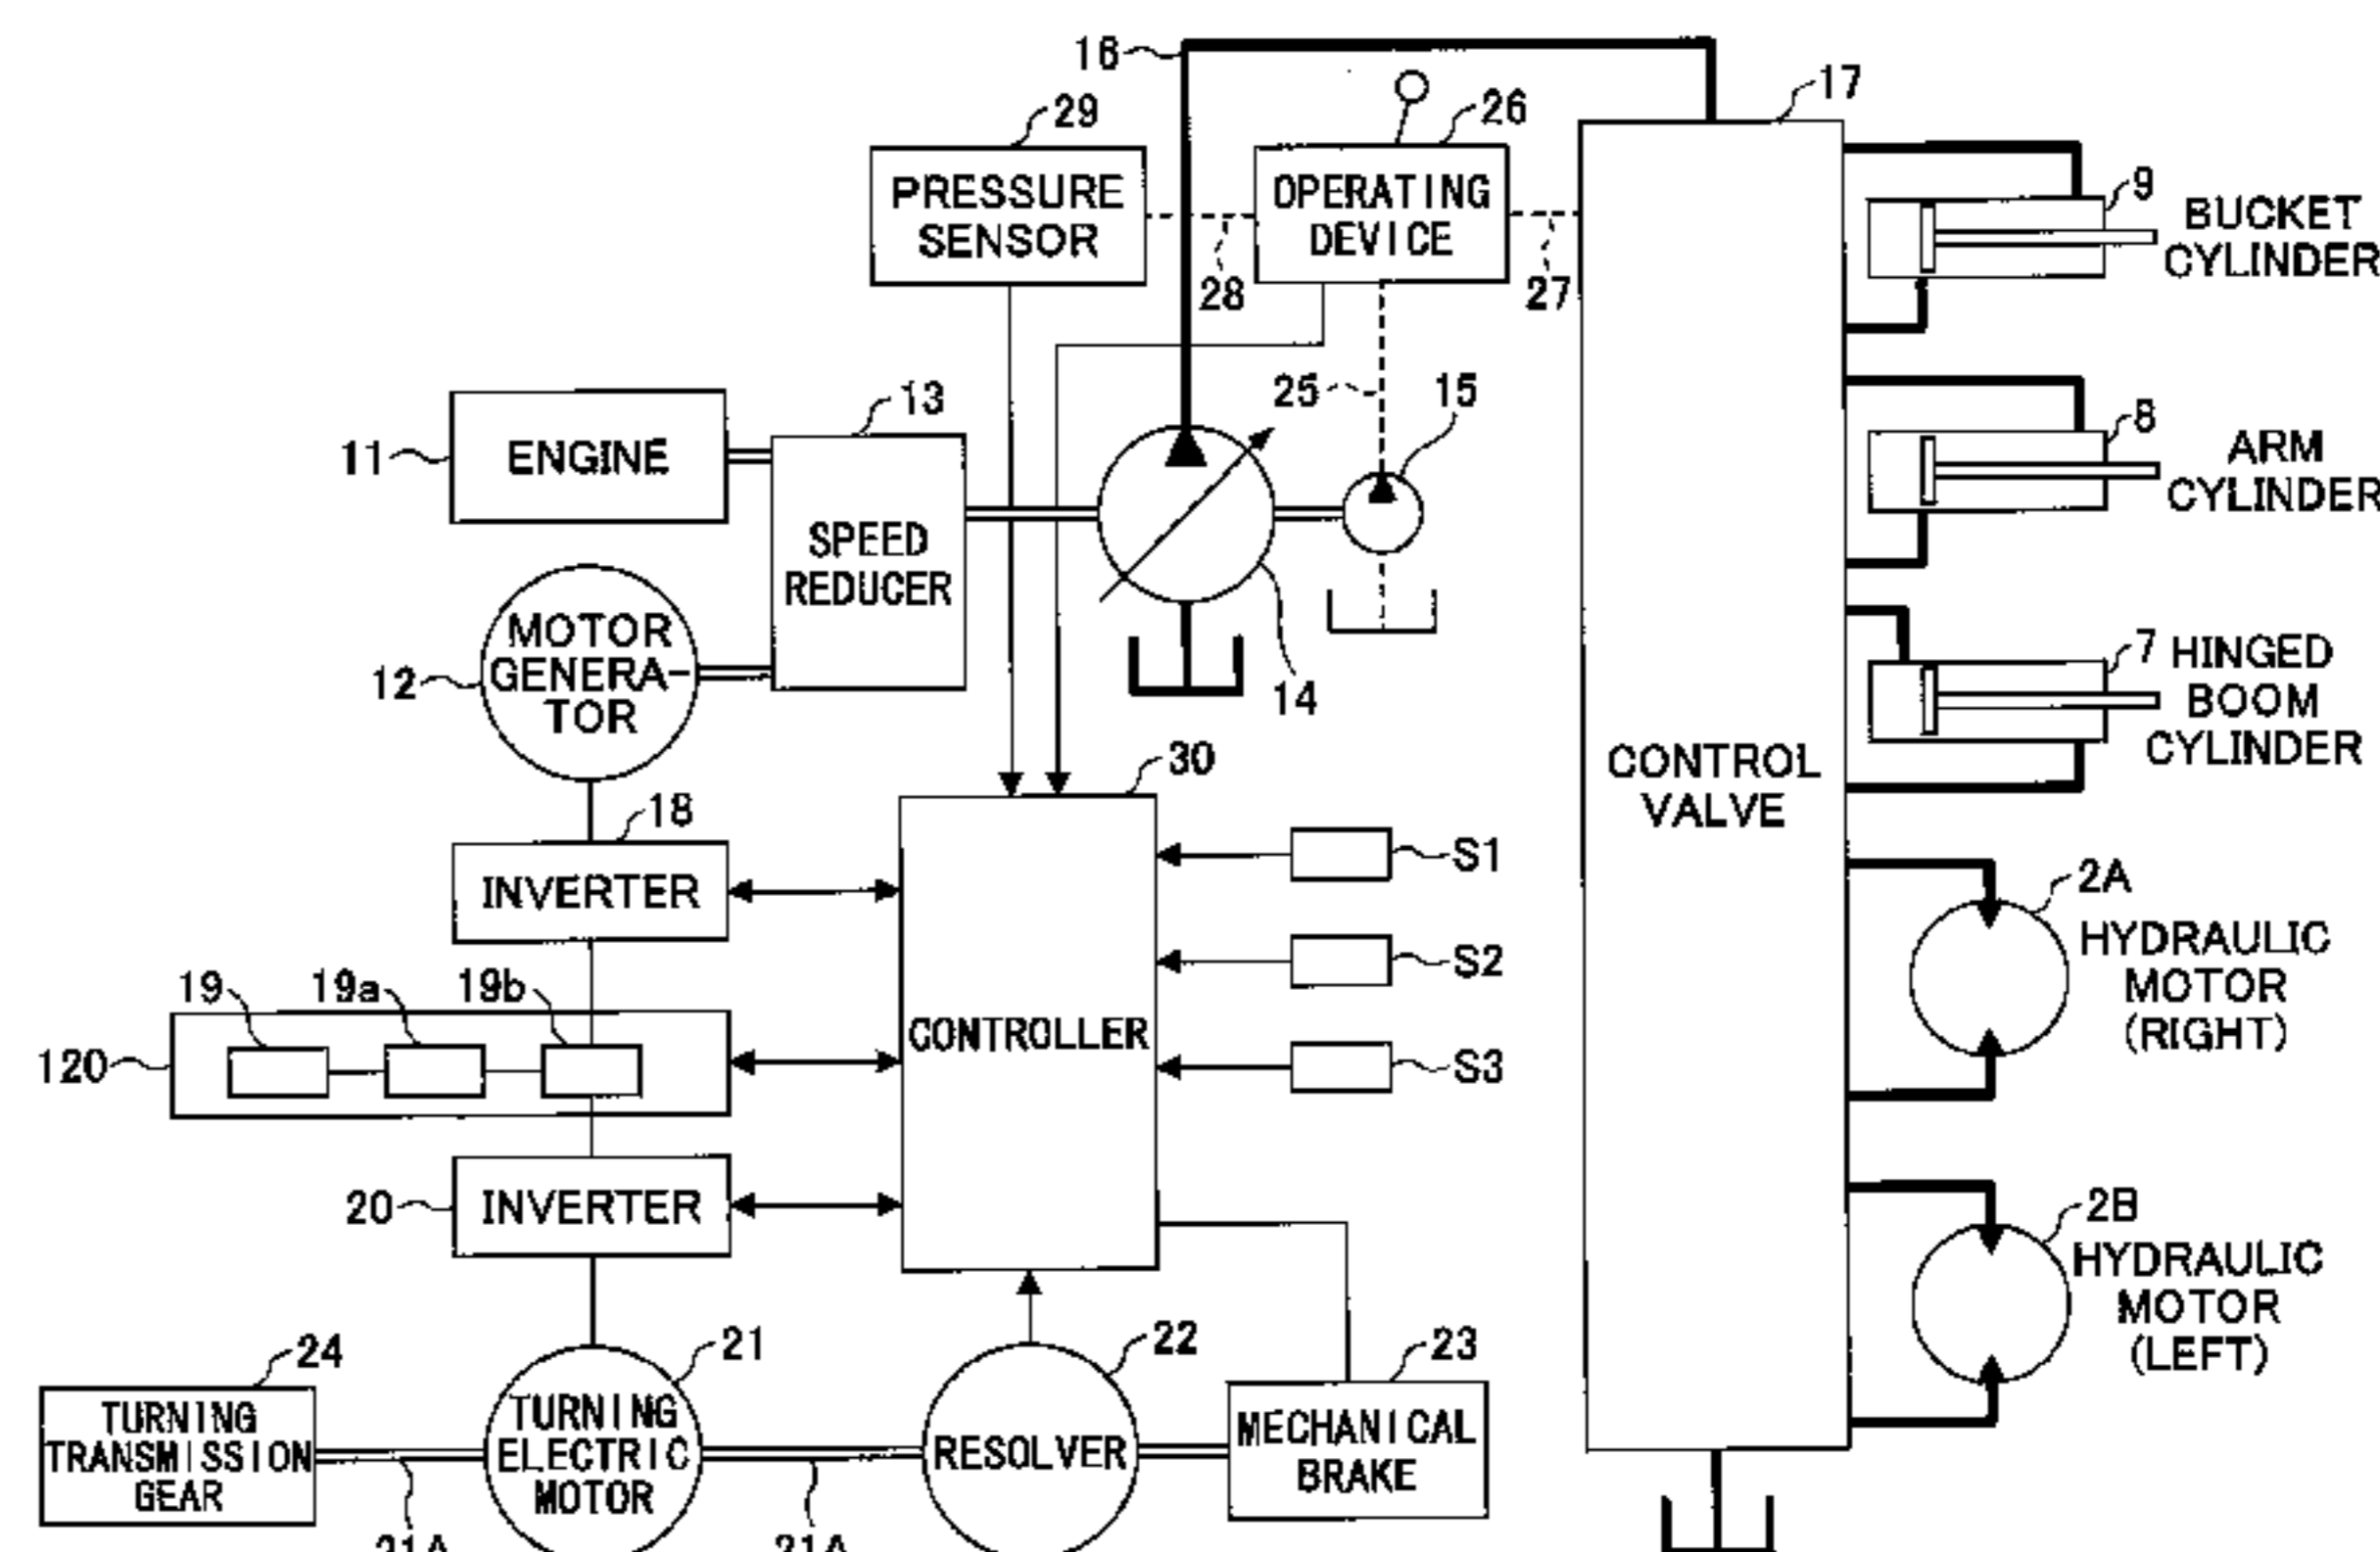 16
17
29
26
PRESSURE
SENSOR
OPERATING
DEVICE
28
27
9
BUCKET
CYLINDER
25
15
8
ARM
CYLINDER
13
11
ENGINE
SPEED
REDUCER
12
MOTOR
GENERA-
TOR
14
7
HINGED
BOOM
CYLINDER
CONTROL
VALVE
30
18
INVERTER
S1
S2
S3
2A
HYDRAULIC
MOTOR
(RIGHT)
19
19a
19b
120
CONTROLLER
20
INVERTER
2B
HYDRAULIC
MOTOR
(LEFT)
24
21
22
23
TURNING
TRANSMISSION
GEAR
TURNING
ELECTRIC
MOTOR
RESOLVER
MECHANICAL
BRAKE
21A
21A